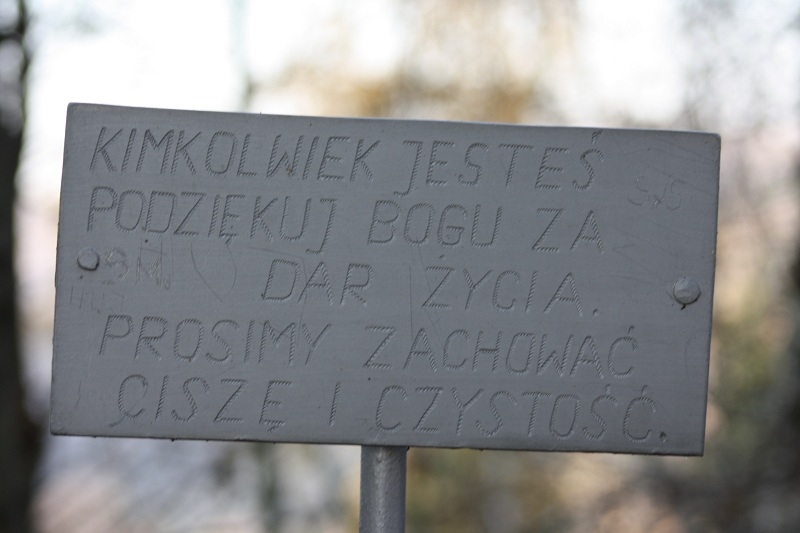 KIMKOLWIEK JESTEŚ
PODZIĘKUJ BOGU ZA
DAR ŻYCIA.
PROSIMY ZACHOWAĆ
CISZĘ I CZYSTOŚĆ.